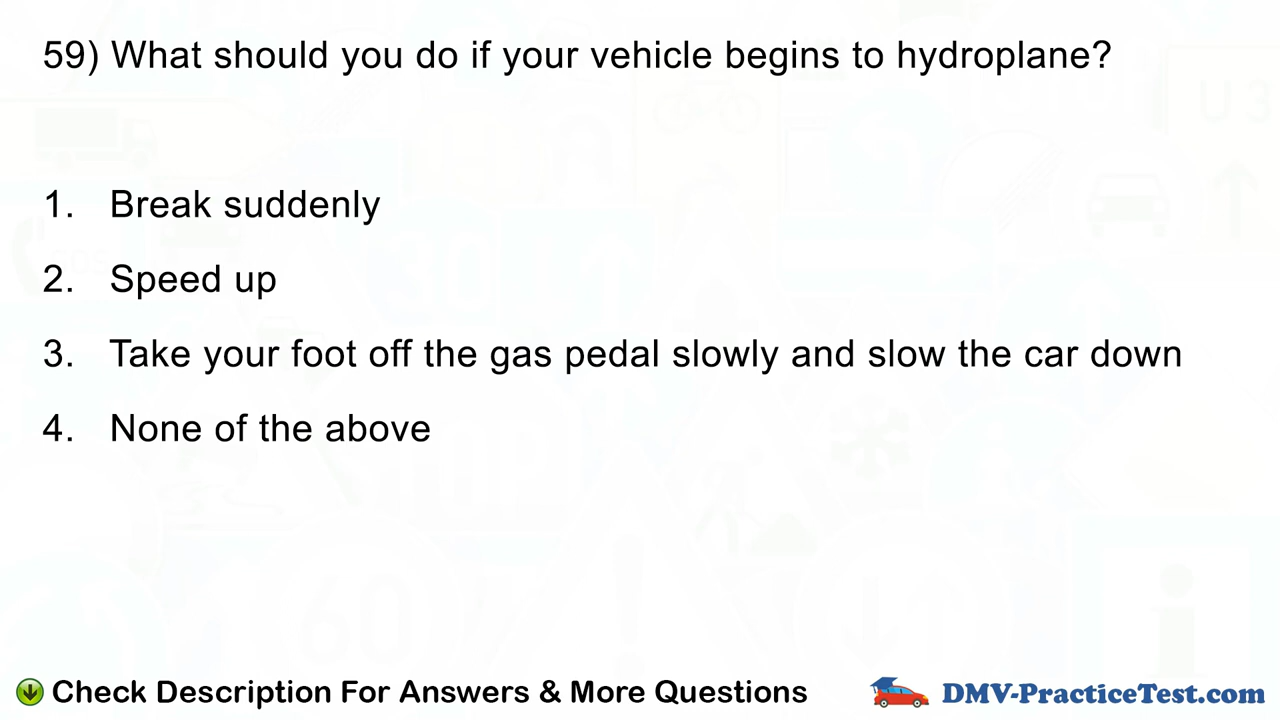 59) What should you do if your vehicle begins to hydroplane?
U 3
1. Break suddenly
2. Speed up
3. Take your foot off the gas pedal slowly and slow the car down
4. None of the above
60
Check Description For Answers & More Questions
DMV-PracticeTest.com